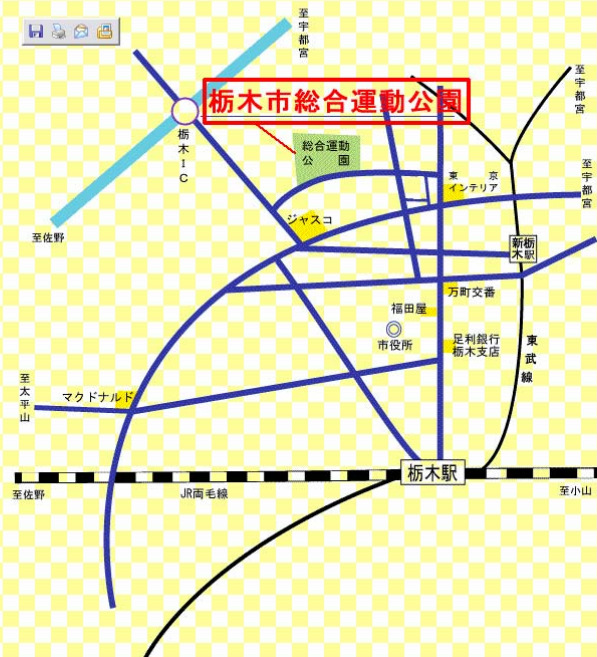 至宇都宮
至宇都宮
栃木市総合運動公園
栃木IC
総合運動
公園
東京
インテリア
至宇都宮
ジャスコ
至佐野
新栃
木駅
万町交番
福田屋
市役所
足利銀行
栃木支店
東武線
至太平山
マクドナルド
栃木駅
至佐野
JR両毛線
至小山